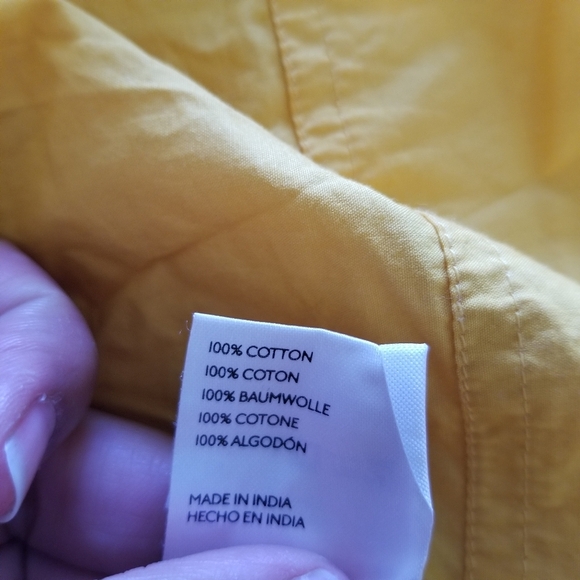 100% COTTON
100% COTON
100% BAUMWOLLE
100% COTONE
100% ALGODÓN
MADE IN INDIA
HECHO EN INDIA